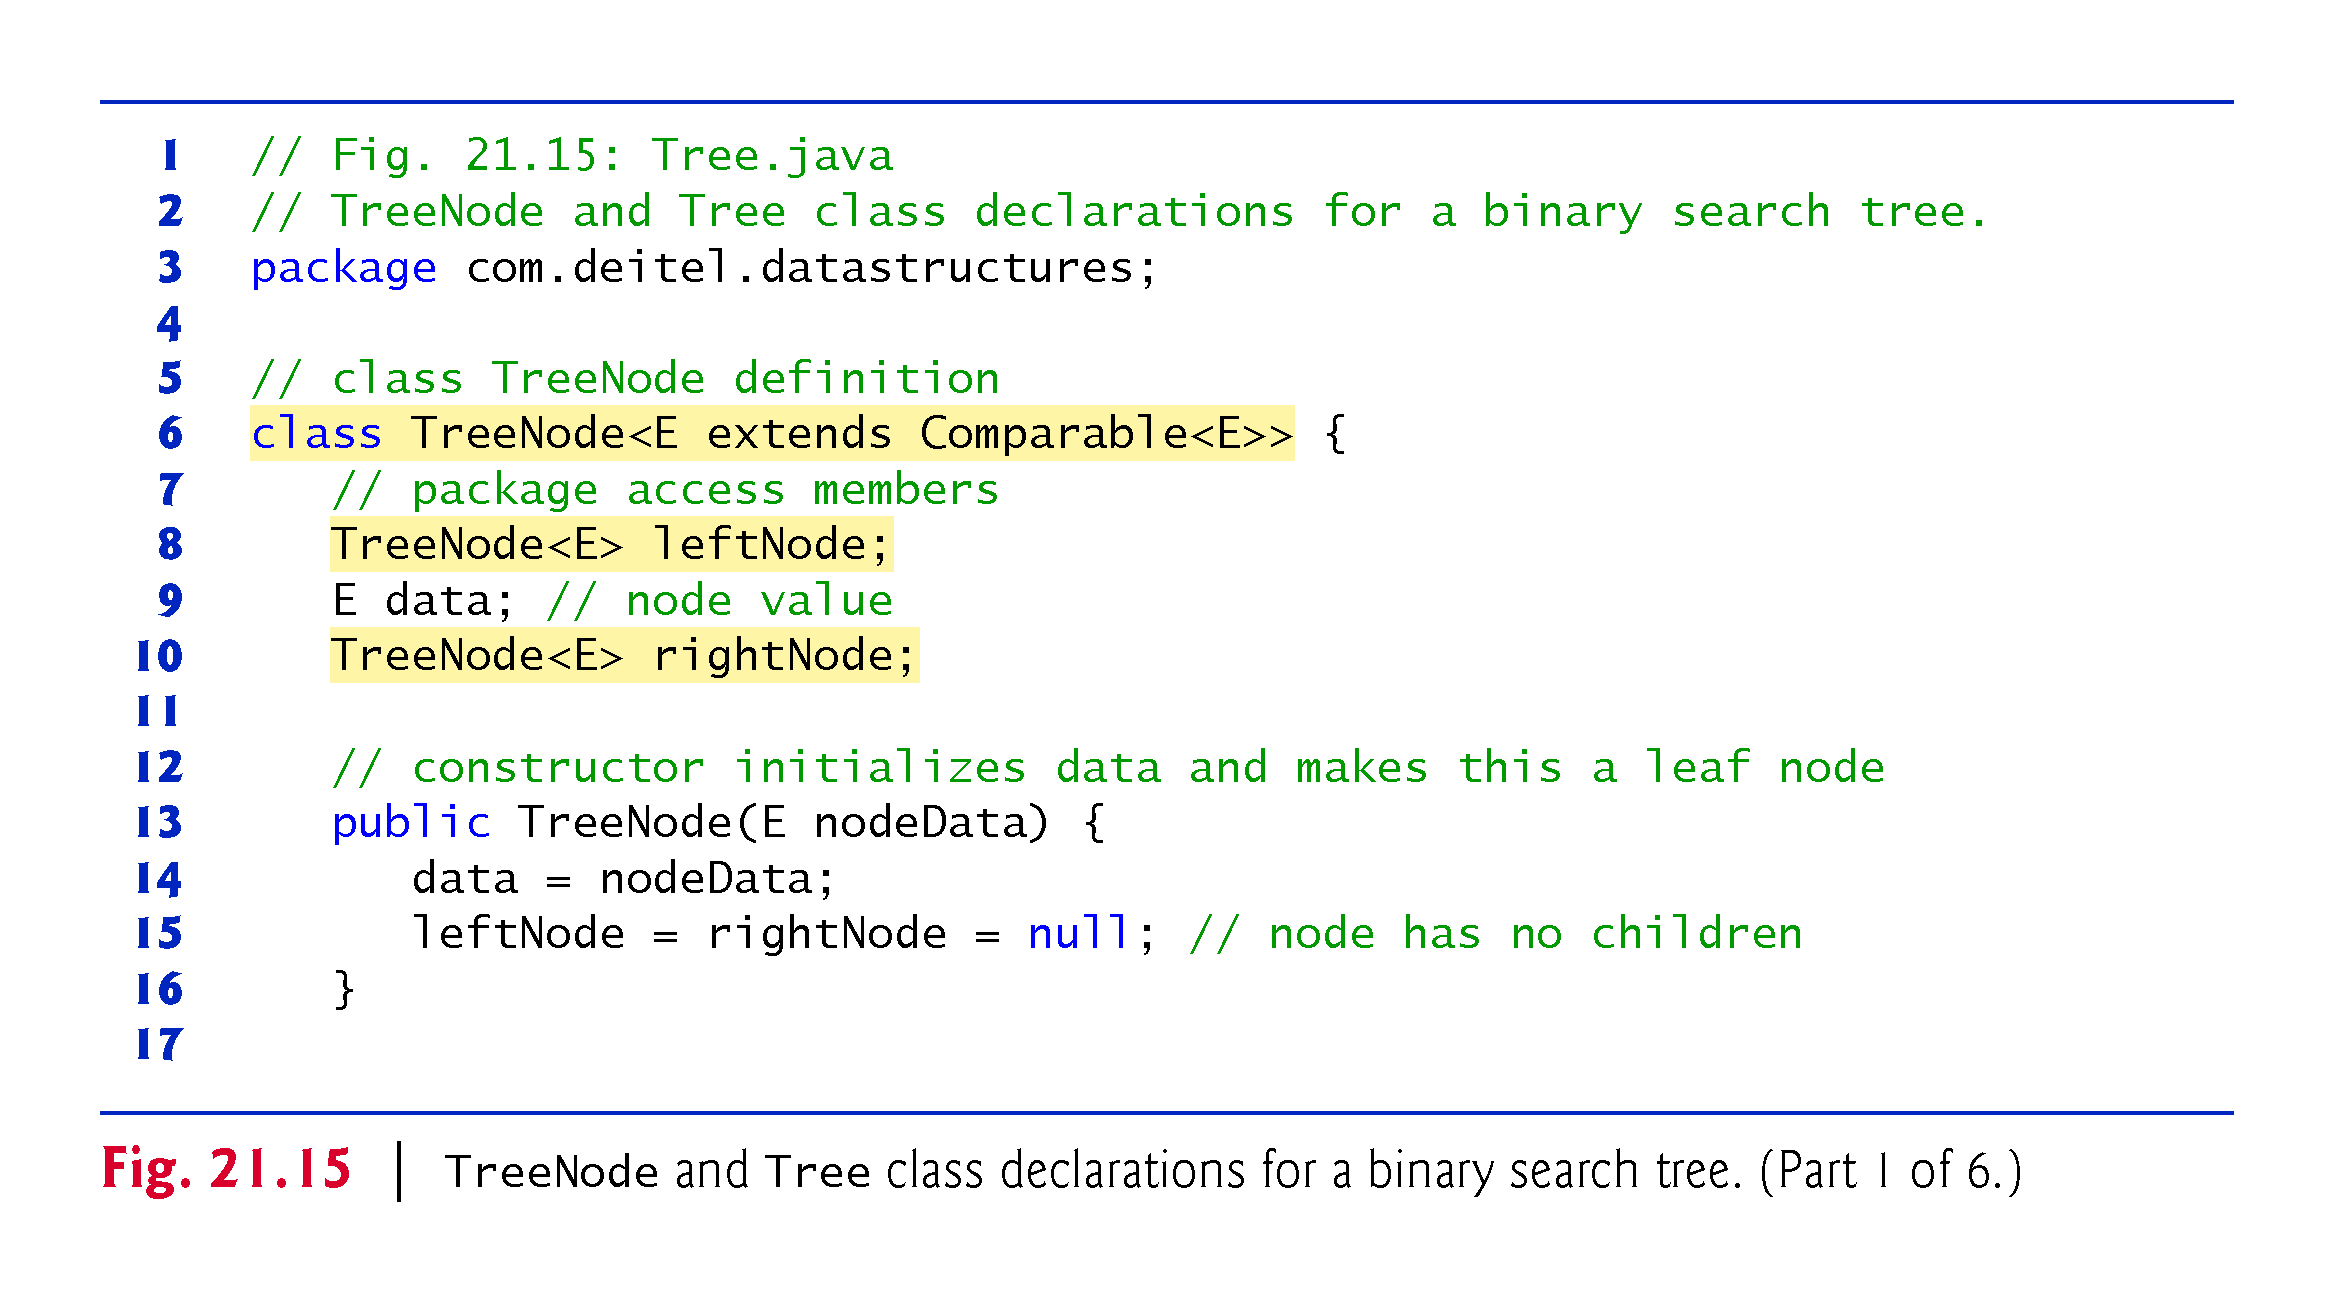 1 // Fig. 21.15: Tree.java
2 // TreeNode and Tree class declarations for a binary search tree.
3 package com.deitel.datastructures;
4
5 // class TreeNode definition
6 class TreeNode<E extends Comparable<E>> {
7    // package access members
8    TreeNode<E> leftNode;
9    E data; // node value
10    TreeNode<E> rightNode;
11
12    // constructor initializes data and makes this a leaf node
13    public TreeNode(E nodeData) {
14       data = nodeData;
15       leftNode = rightNode = null; // node has no children
16    }
17
Fig. 21.15 | TreeNode and Tree class declarations for a binary search tree. (Part 1 of 6.)